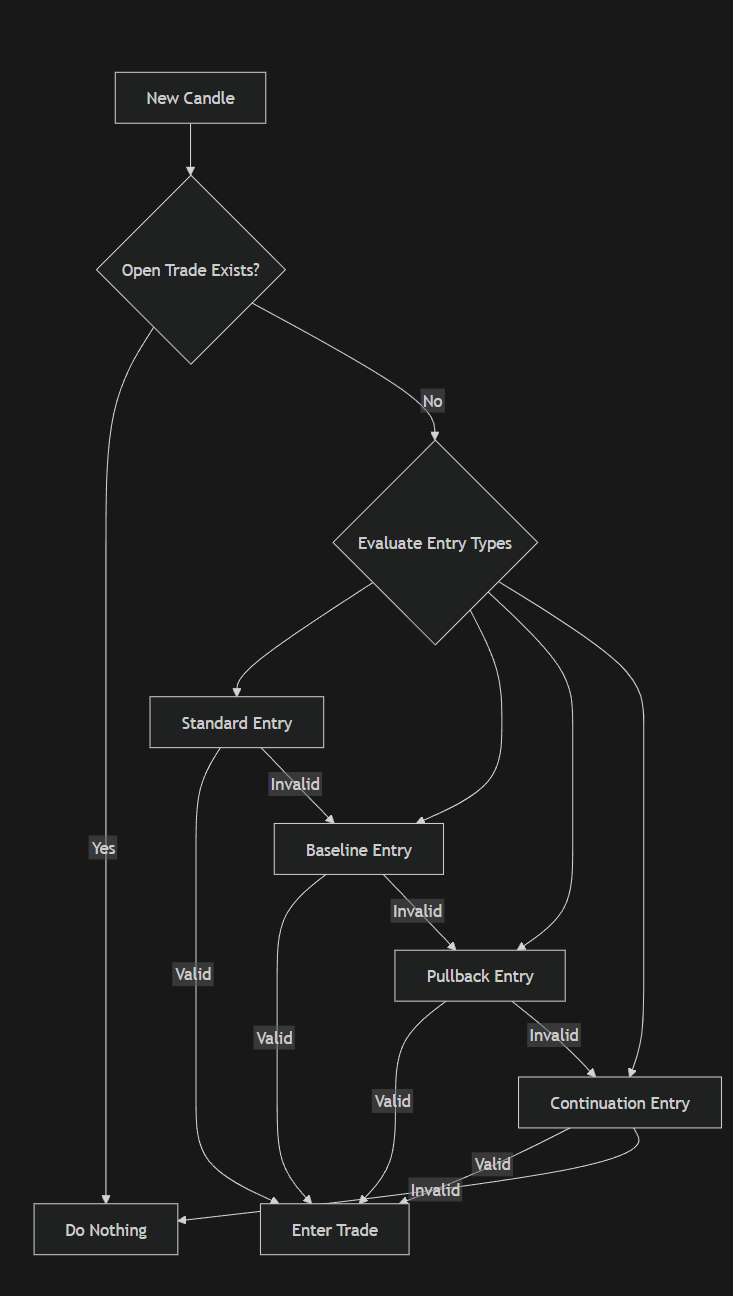 New Candle
Open Trade Exists?
No
Evaluate Entry Types
Standard Entry
Invalid
Yes
Baseline Entry
Invalid
Valid
Pullback Entry
Valid
Invalid
Valid
Continuation Entry
Valid
Invalid
Do Nothing
Enter Trade